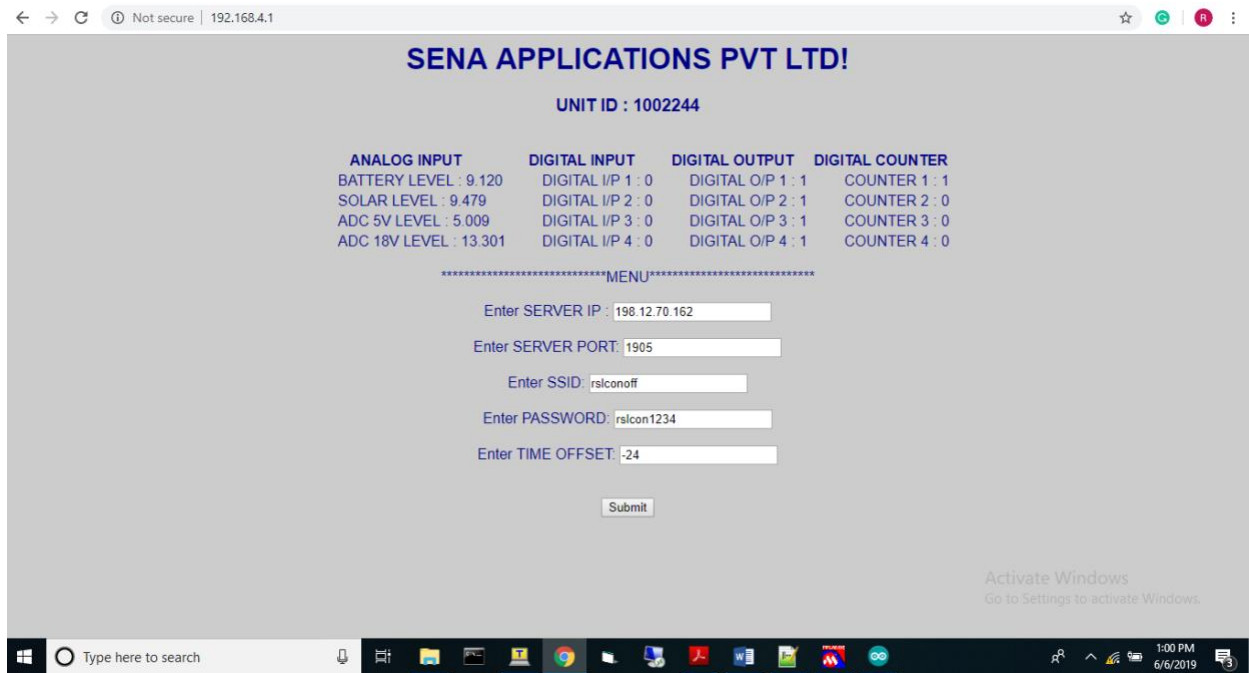 Not secure | 192.168.4.1
R
SENA APPLICATIONS PVT LTD!
UNIT ID : 1002244
ANALOG INPUT DIGITAL INPUT DIGITAL OUTPUT DIGITAL COUNTER
BATTERY LEVEL : 9.120 DIGITAL I/P 1 : 0 DIGITAL O/P 1 : 1 COUNTER 1 : 1
SOLAR LEVEL : 9.479 DIGITAL I/P 2 : 0 DIGITAL O/P 2 : 1 COUNTER 2 : 0
ADC 5V LEVEL : 5.009 DIGITAL I/P 3 : 0 DIGITAL O/P 3 : 1 COUNTER 3 : 0
ADC 18V LEVEL : 13.301 DIGITAL I/P 4 : 0 DIGITAL O/P 4 : 1 COUNTER 4 : 0
*****************************MENU*****************************
Enter SERVER IP : 198.12.70.162
Enter SERVER PORT: 1905
Enter SSID: rslconoff
Enter PASSWORD: rslcon1234
Enter TIME OFFSET: -24
Submit
Activate Windows
Go to Settings to activate Windows.
Type here to search
1:00 PM
6/6/2019
3